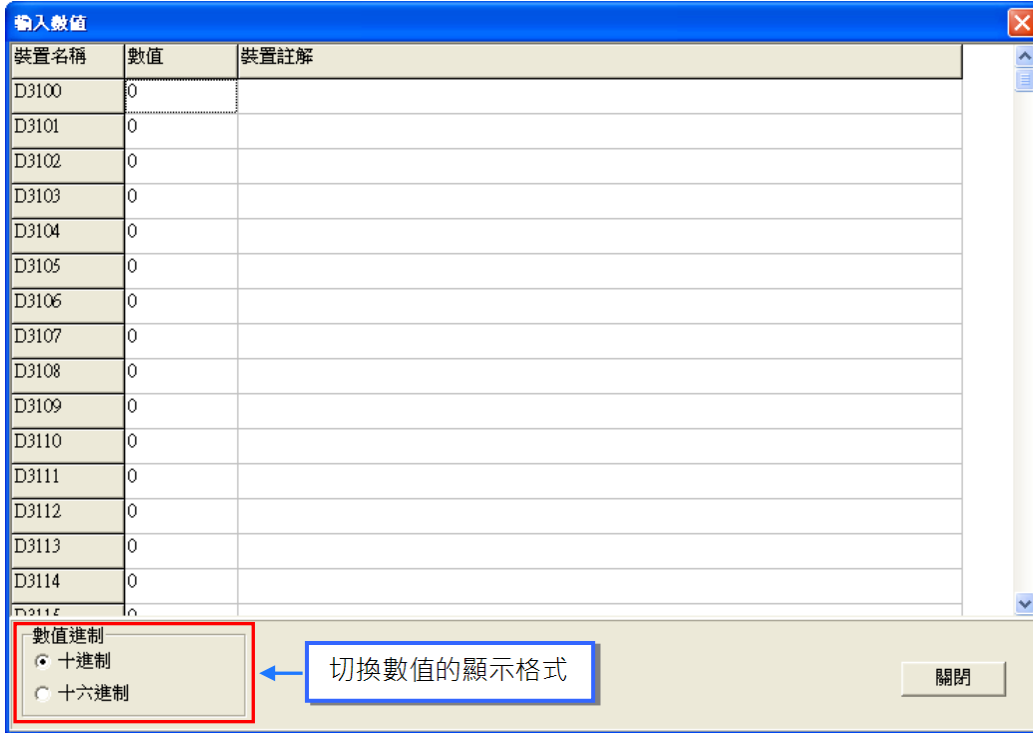 輸入數值
裝置名稱 數值 裝置註解
D3100 0
D3101 0
D3102 0
D3103 0
D3104 0
D3105 0
D3106 0
D3107 0
D3108 0
D3109 0
D3110 0
D3111 0
D3112 0
D3113 0
D3114 0
D3115 0
數值進制
十進制
十六進制
切換數值的顯示格式
關閉